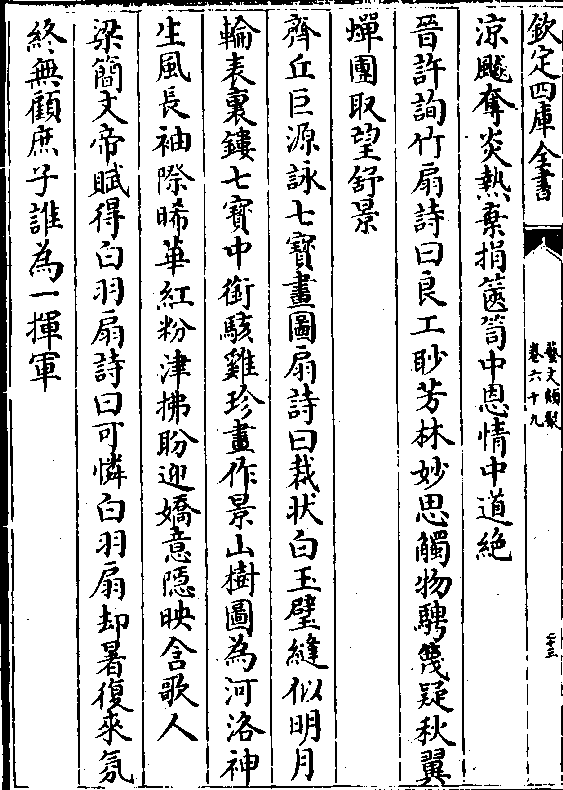 欽定四庫全書
藝文類聚
卷六十九
二三
涼飈奪炎熱棄捐篋笥中恩情中道絶
晉許詢竹扇詩曰良工眇芳林妙思觸物騁篾疑秋翼
蟬團取望舒景
齊丘巨源詠七寶畫圖扇詩曰裁狀白玉璧縫似明月
輪表裏鏤七寶中銜駭雞珍畫作景山樹圖為河洛神
生風長袖際晞華紅粉津拂盼迎嬌意隱映含歌人
梁簡文帝賦得白羽扇詩曰可憐白羽扇却暑復來氛
終無顧庶子誰為一揮軍